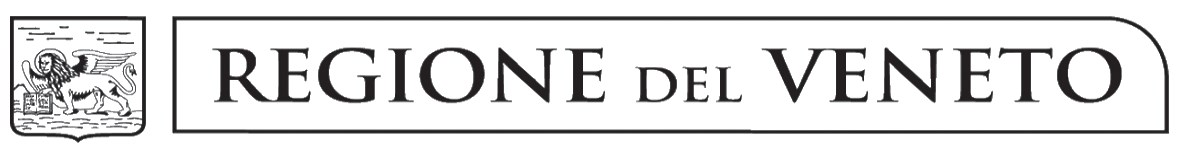 REGIONE DEL VENETO